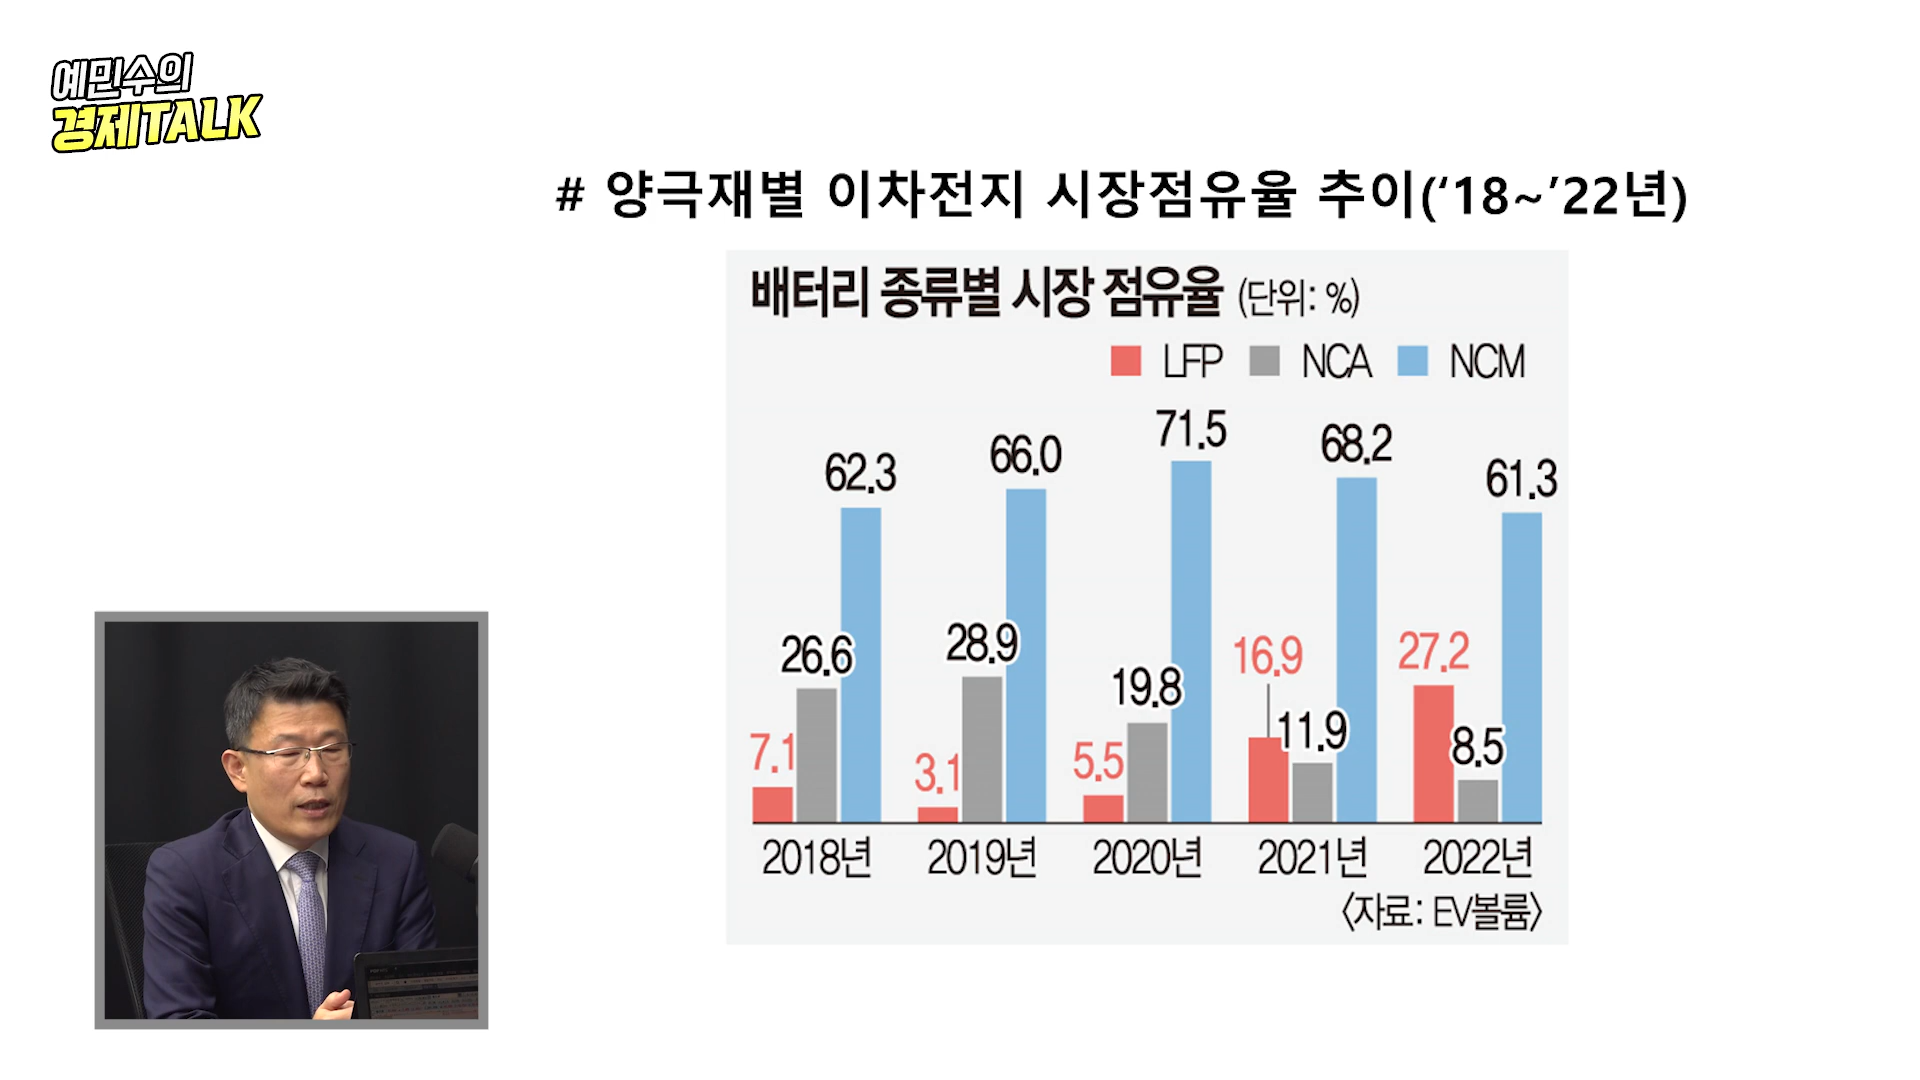 예민수의
경제TALK
# 양극재별 이차전지 시장점유율 추이(‘18~’22년)
배터리 종류별 시장 점유율 (단위: %)
LFP NCA NCM
7.1 26.6 62.3
3.1 28.9 66.0
5.5 19.8 71.5
16.9 11.9 68.2
27.2 8.5 61.3
2018년 2019년 2020년 2021년 2022년
〈자료: EV볼륨〉